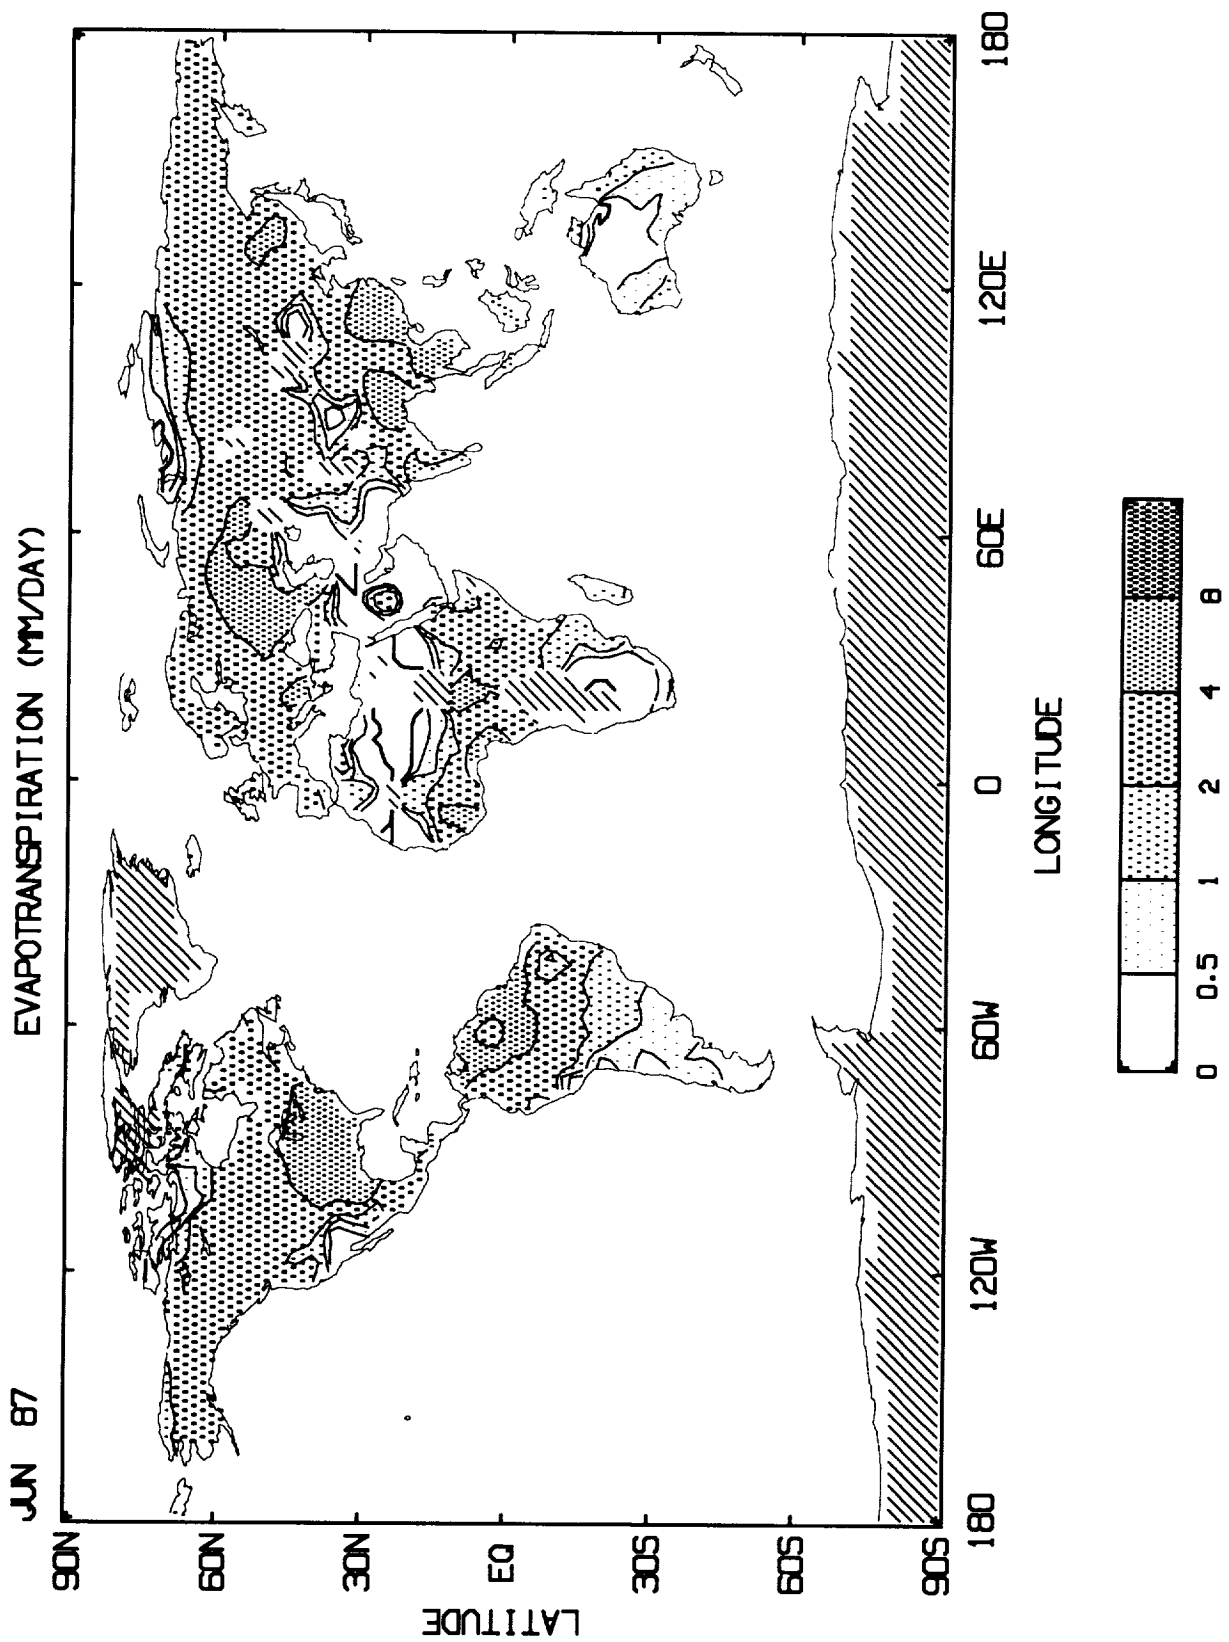 JUN 87 EVAPOTRANSPIRATION (MM/DAY)
90N
60N
30N
EQ
30S
60S
90S
LATITUDE
180 120W 60W 0 60E 120E 180
LONGITUDE
0 0.5 1 2 4 8